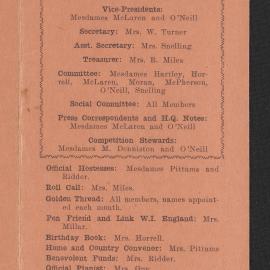 Vice-Presidents:
Mesdames McLaren and O'Neill
Secretary: Mrs. W. Turner
Asst. Secretary: Mrs. Snelling
Treasurer: Mrs. R. Miles
Committee: Mesdames Hartley, Hor-
rell, McLaren, Moran, McPherson,
O'Neill, Snelling
Social Committee: All Members
Press Correspondents and H.Q. Notes:
Mesdames McLaren and O'Neill
Competition Stewards:
Mesdames M. Denniston and O'Neill
Official Hostesses: Mesdames Pittams and
Ridder.
Roll Call: Mrs. Miles.
Golden Thread: All members, names appoint-
ed each month.
Pen Friend and Link W.I. England: Mrs.
Millar.
Birthday Book: Mrs. Horrell.
Home and Country Convener: Mrs. Pittams
Benevolent Funds: Mrs. Ridder.
Official Pianist: Mrs.